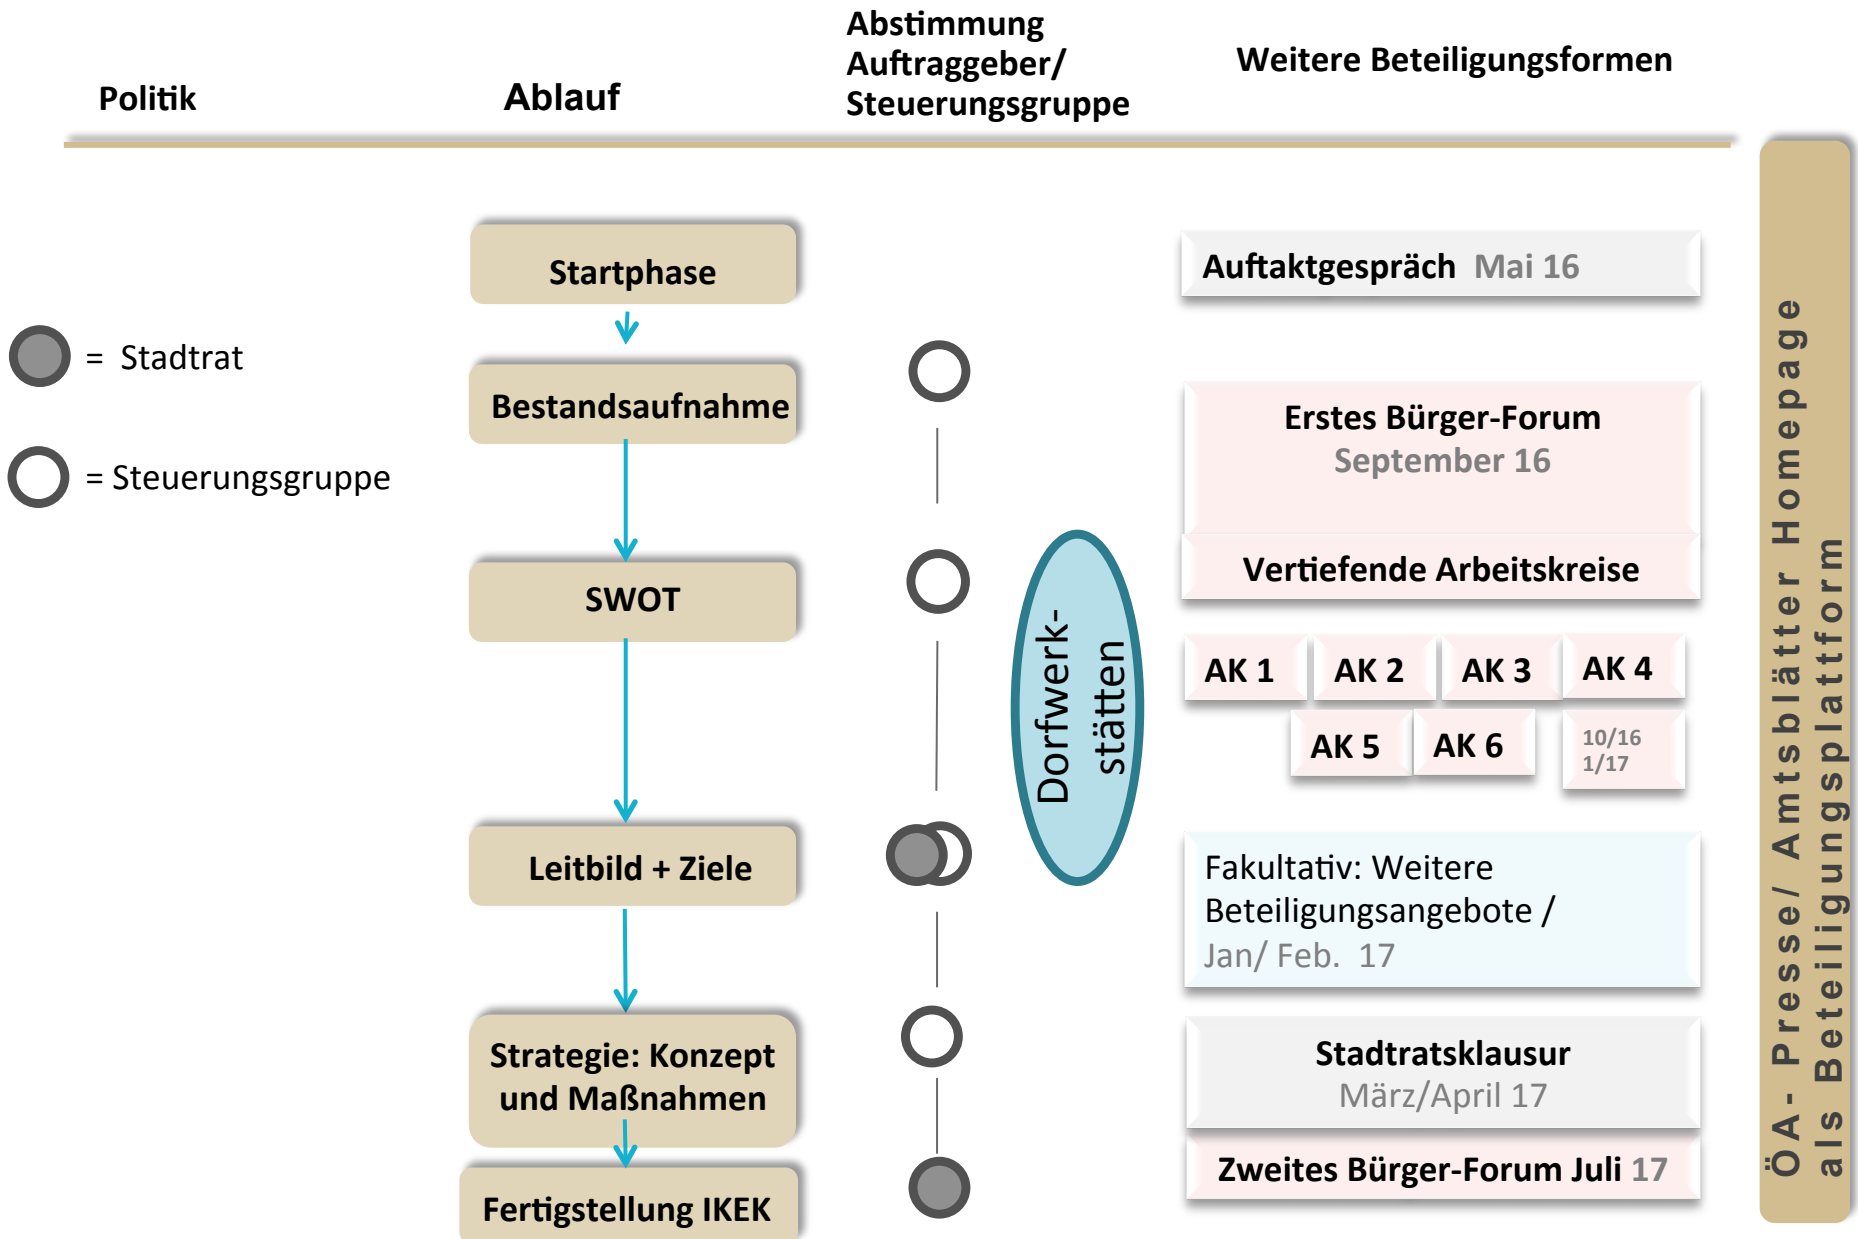 Politik
Ablauf
Abstimmung
Auftraggeber/
Steuerungsgruppe
Weitere Beteiligungsformen
= Stadtrat
= Steuerungsgruppe
Startphase
Bestandsaufnahme
SWOT
Leitbild + Ziele
Strategie: Konzept
und Maßnahmen
Fertigstellung IKEK
Dorfwerk-
stätten
Auftaktgespräch Mai 16
Erstes Bürger-Forum
September 16
Vertiefende Arbeitskreise
AK 1
AK 2
AK 3
AK 4
AK 5
AK 6
10/16
1/17
Fakultativ: Weitere
Beteiligungsangebote /
Jan/ Feb. 17
Stadtratsklausur
März/April 17
Zweites Bürger-Forum Juli 17
ÖA- Presse/ Amtsblätter Homepage
als Beteiligungsplattform